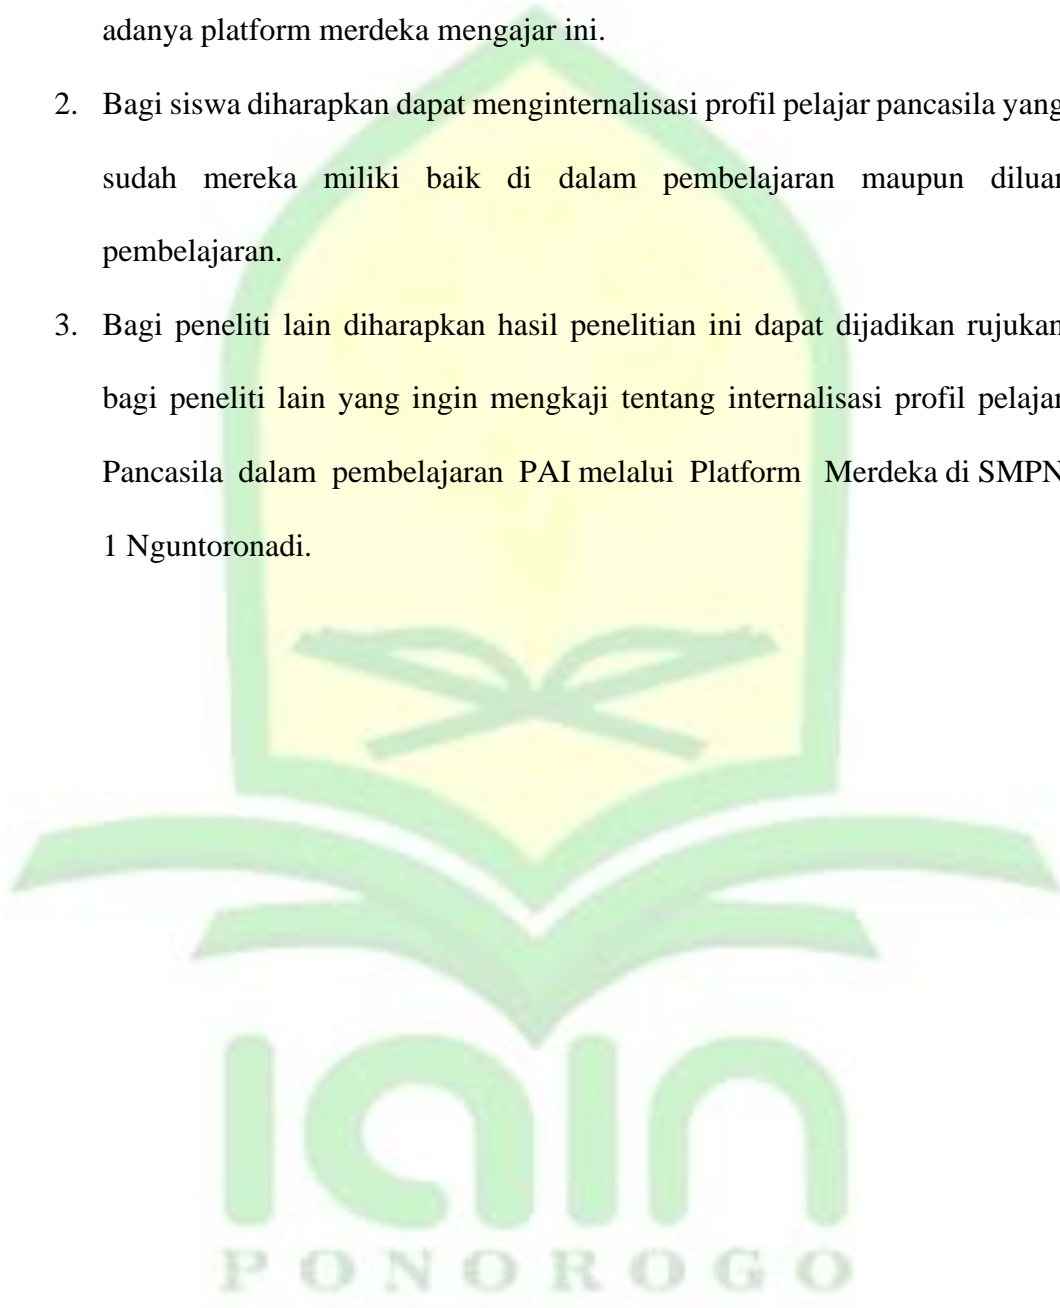 adanya platform merdeka mengajar ini.
2. Bagi siswa diharapkan dapat menginternalisasi profil pelajar pancasila yang
sudah mereka miliki baik di dalam pembelajaran maupun diluar
pembelajaran.
3. Bagi peneliti lain diharapkan hasil penelitian ini dapat dijadikan rujukan
bagi peneliti lain yang ingin mengkaji tentang internalisasi profil pelajar
Pancasila dalam pembelajaran PAI melalui Platform Merdeka di SMPN
1 Nguntoronadi.
iain
PONOROGO